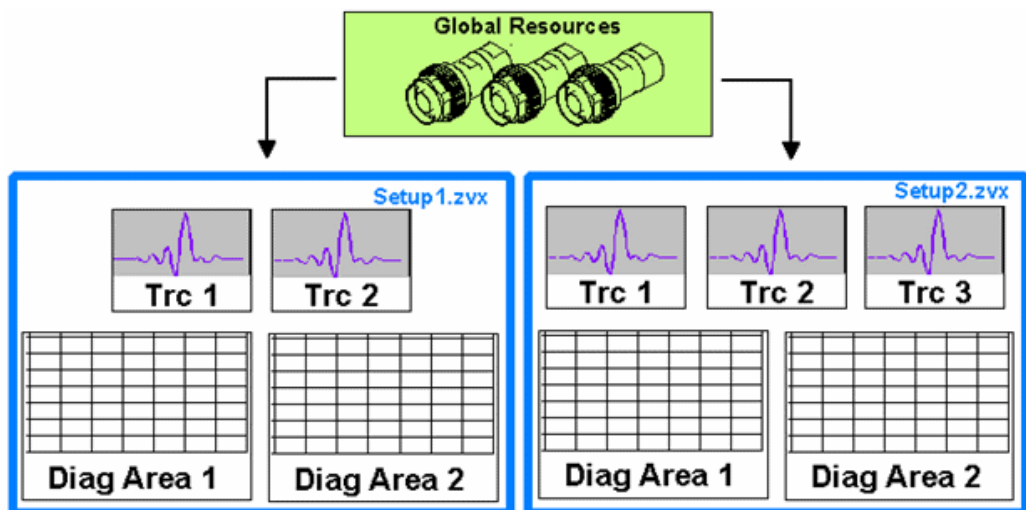 Global Resources
Setup1.zvx
Trc 1
Trc 2
Diag Area 1
Diag Area 2
Setup2.zvx
Trc 1
Trc 2
Trc 3
Diag Area 1
Diag Area 2